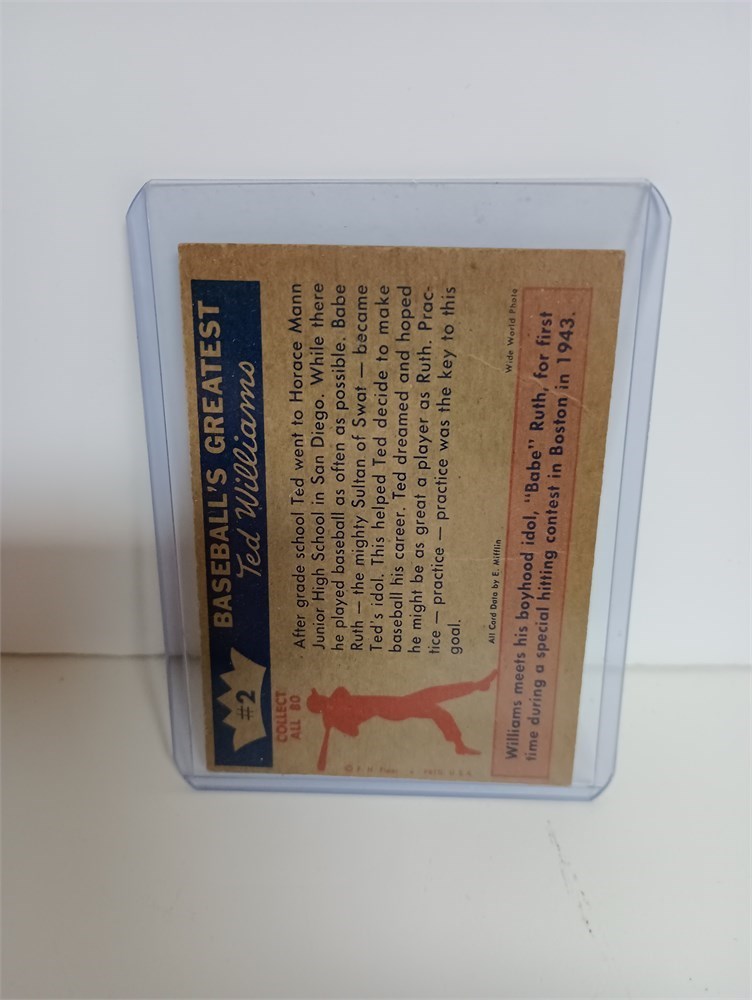 #2
BASEBALL'S GREATEST
Ted Williams
COLLECT
ALL 80
After grade school Ted went to Horace Mann
Junior High School in San Diego. While there
he played baseball as often as possible. Babe
Ruth — the mighty Sultan of Swat — became
Ted's idol. This helped Ted decide to make
baseball his career. Ted dreamed and hoped
he might be as great a player as Ruth. Prac-
tice — practice — practice was the key to this
goal.
All Card Data by E. Mifflin
Wide World Photo
Williams meets his boyhood idol, "Babe" Ruth, for first
time during a special hitting contest in Boston in 1943.